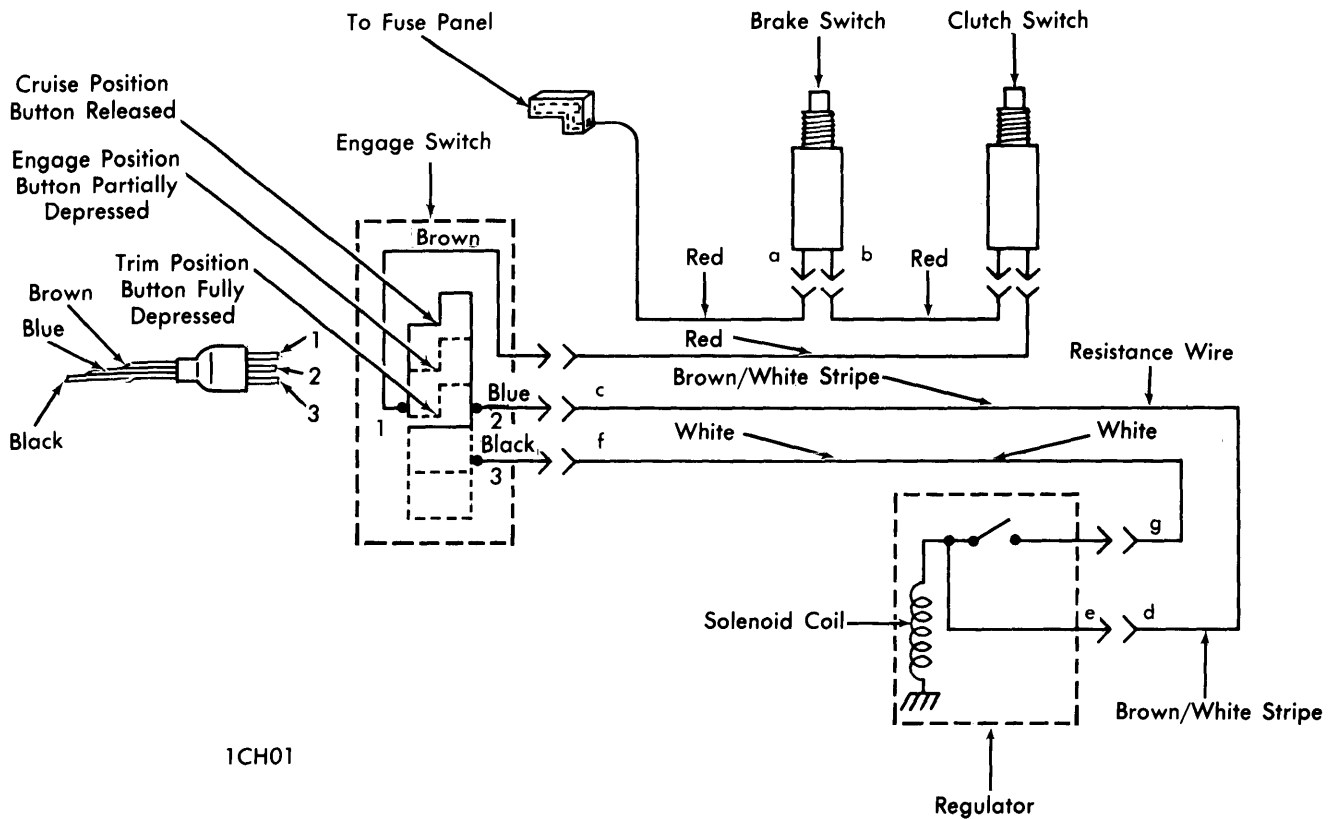 To Fuse Panel
Brake Switch
Clutch Switch
Cruise Position
Button Released
Engage Switch
Engage Position
Button Partially
Depressed
Brown
Trim Position
Button Fully
Depressed
Red
a
b
Red
Brown
Blue
1
2
3
Black
Red
Resistance Wire
Brown/White Stripe
Blue
c
1
2
White
White
Black
f
3
g
Solenoid Coil
e
d
Brown/White Stripe
1CH01
Regulator